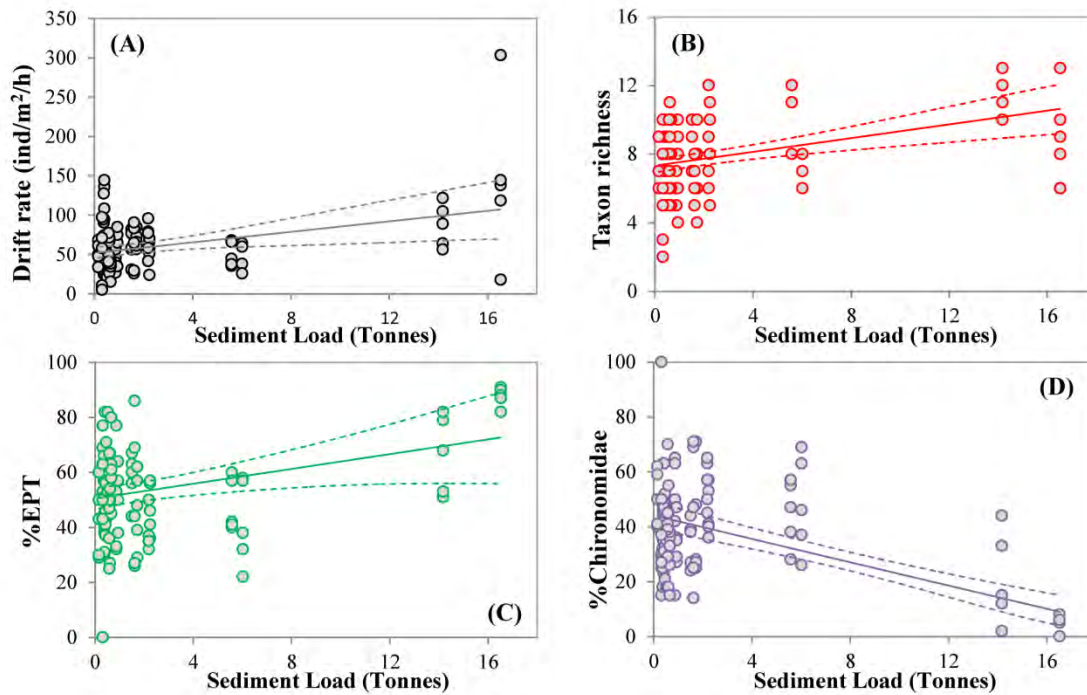 350
300
250
200
150
100
50
0
(A)
Drift rate (ind/m²/h)
0 4 8 12 16
Sediment Load (Tonnes)
16
12
8
4
0
(B)
Taxon richness
0 4 8 12 16
Sediment Load (Tonnes)
100
80
60
40
20
0
(C)
%EPT
0 4 8 12 16
Sediment Load (Tonnes)
100
80
60
40
20
0
(D)
%Chironomidae
0 4 8 12 16
Sediment Load (Tonnes)